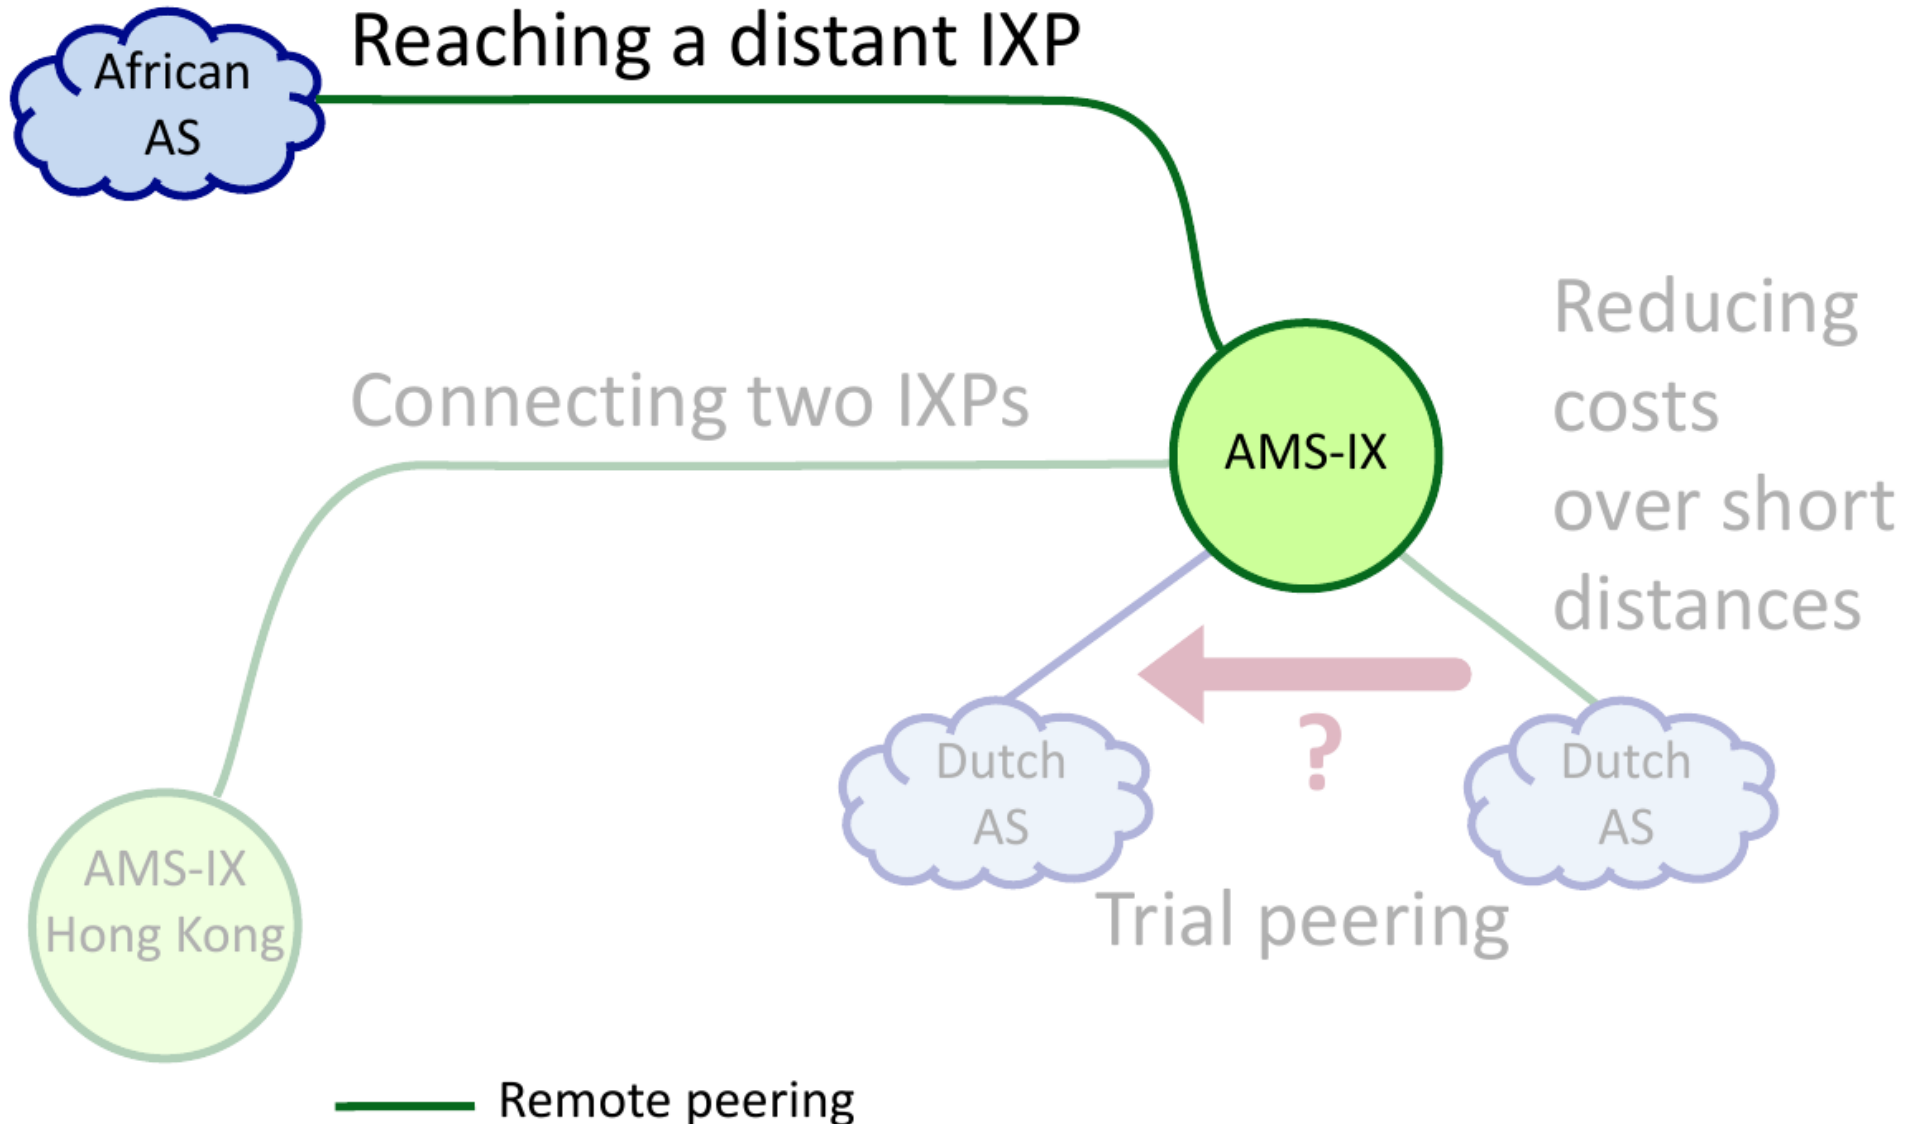 Reaching a distant IXP
African
AS
Reducing
costs
over short
distances
Connecting two IXPs
AMS-IX
Dutch
AS
?
Dutch
AS
AMS-IX
Hong Kong
Trial peering
Remote peering